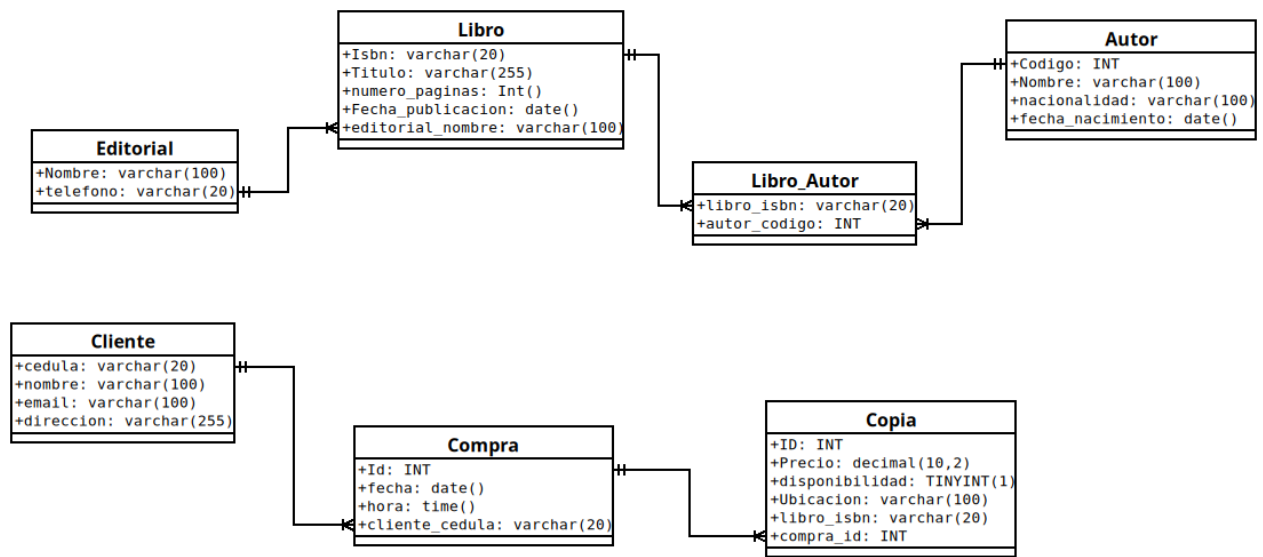 Libro
+Isbn: varchar(20)
+Titulo: varchar(255)
+numero_paginas: Int()
+Fecha_publicacion: date()
+editorial_nombre: varchar(100)
Autor
+Codigo: INT
+Nombre: varchar(100)
+nacionalidad: varchar(100)
+fecha_nacimiento: date()
Editorial
+Nombre: varchar(100)
+telefono: varchar(20)
Libro_Autor
+libro_isbn: varchar(20)
+autor_codigo: INT
Cliente
+cedula: varchar(20)
+nombre: varchar(100)
+email: varchar(100)
+direccion: varchar(255)
Compra
+Id: INT
+fecha: date()
+hora: time()
+cliente_cedula: varchar(20)
Copia
+ID: INT
+Precio: decimal(10,2)
+disponibilidad: TINYINT(1)
+Ubicacion: varchar(100)
+libro_isbn: varchar(20)
+compra_id: INT